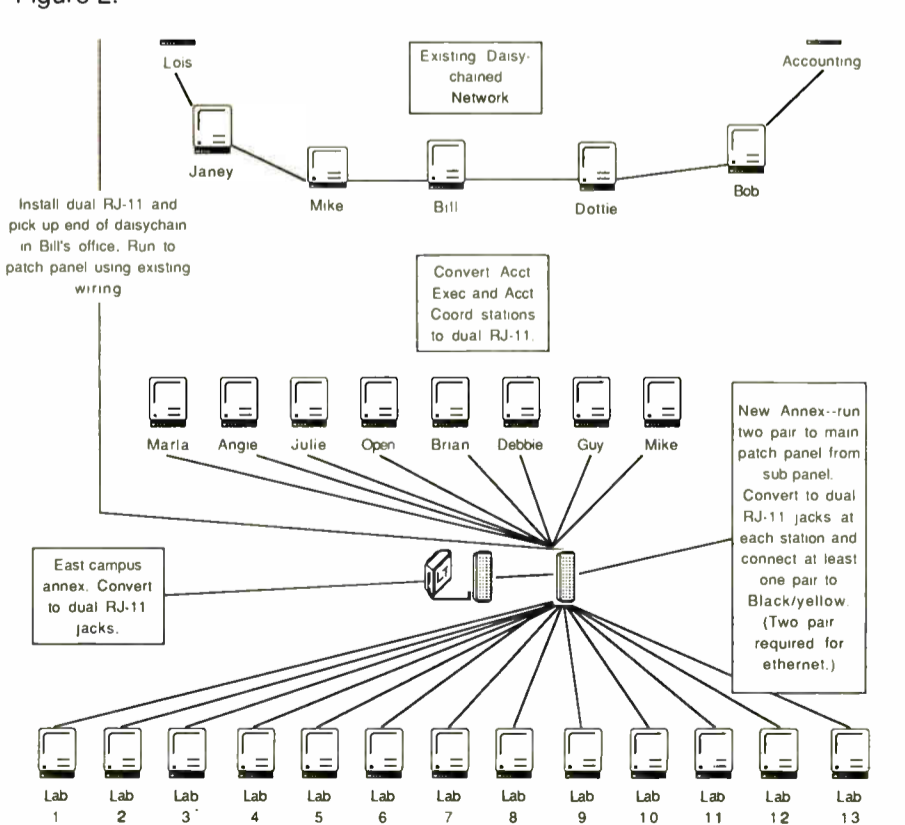 Figure 2.
Lois
Existing Daisy-
chained
Network
Accounting
Janey
Mike
Bill
Dottie
Bob
Install dual RJ-11 and
pick up end of daisychain
in Bill's office. Run to
patch panel using existing
wiring
Convert Acct
Exec and Acct
Coord stations
to dual RJ-11.
Marla
Angie
Julie
Open
Brian
Debbie
Guy
Mike
New Annex--run
two pair to main
patch panel from
sub panel.
Convert to dual
RJ-11 jacks at
each station and
connect at least
one pair to
Black/yellow.
(Two pair
required for
ethernet.)
East campus
annex. Convert
to dual RJ-11
jacks.
LT
Lab
1
Lab
2
Lab
3
Lab
4
Lab
5
Lab
6
Lab
7
Lab
8
Lab
9
Lab
10
Lab
11
Lab
12
Lab
13